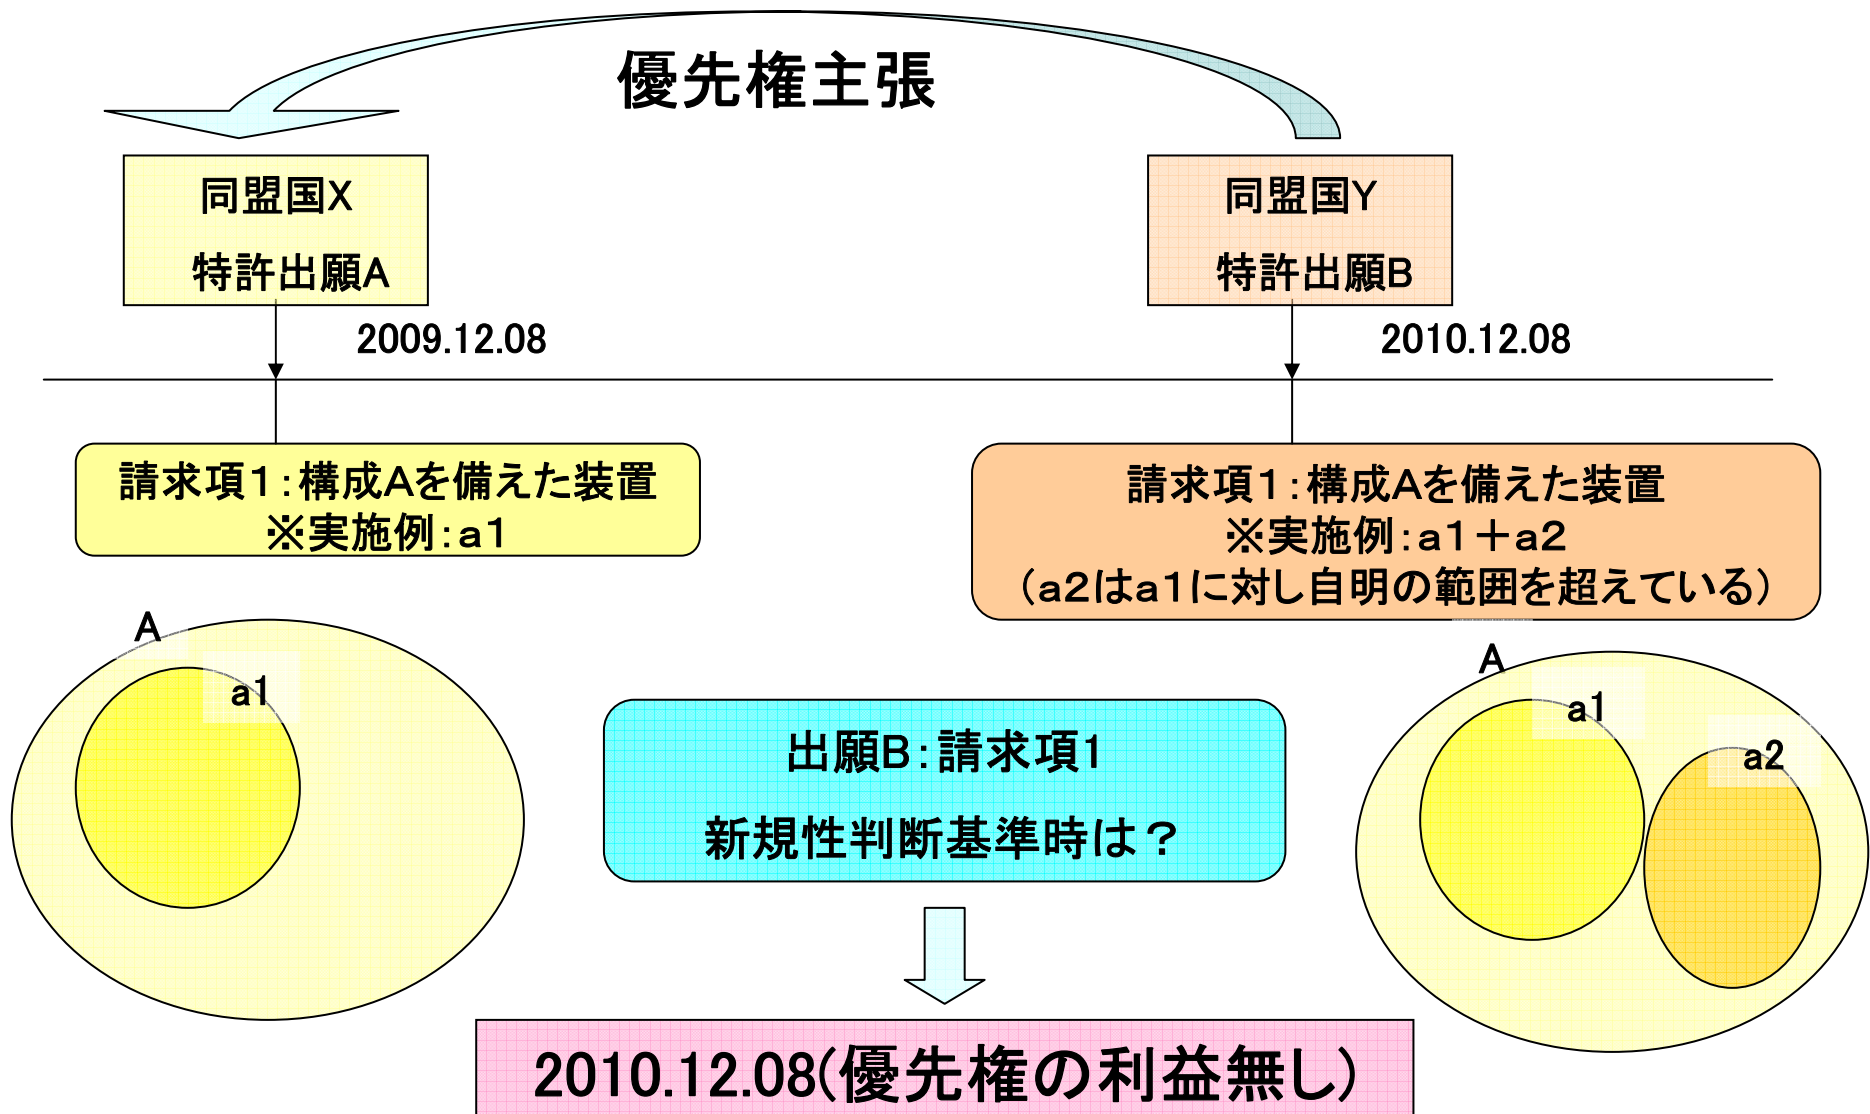 優先権主張
同盟国X
特許出願A
同盟国Y
特許出願B
2009.12.08
2010.12.08
請求項1:構成Aを備えた装置
※実施例:a1
請求項1:構成Aを備えた装置
※実施例:a1+a2
(a2はa1に対し自明の範囲を超えている)
A
a1
A
a1
a2
出願B:請求項1
新規性判断基準時は?
2010.12.08(優先権の利益無し)